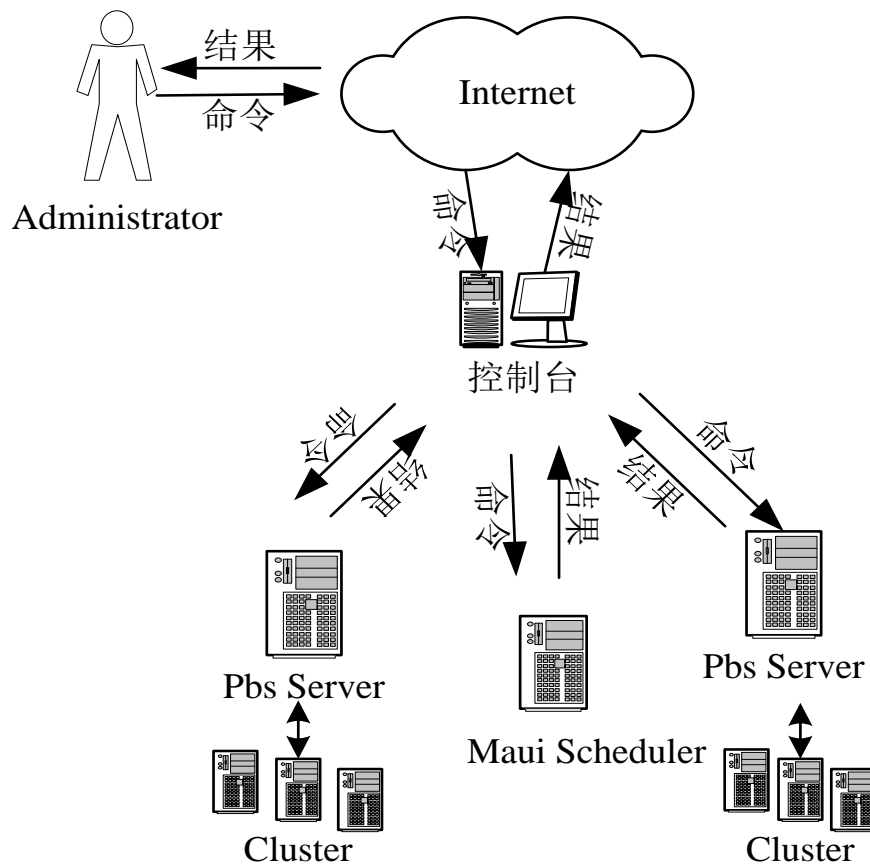 结果
命令
Internet
Administrator
命令
结果
控制台
命令
结果
命令
结果
命令
结果
Pbs Server
Maui Scheduler
Pbs Server
Cluster
Cluster